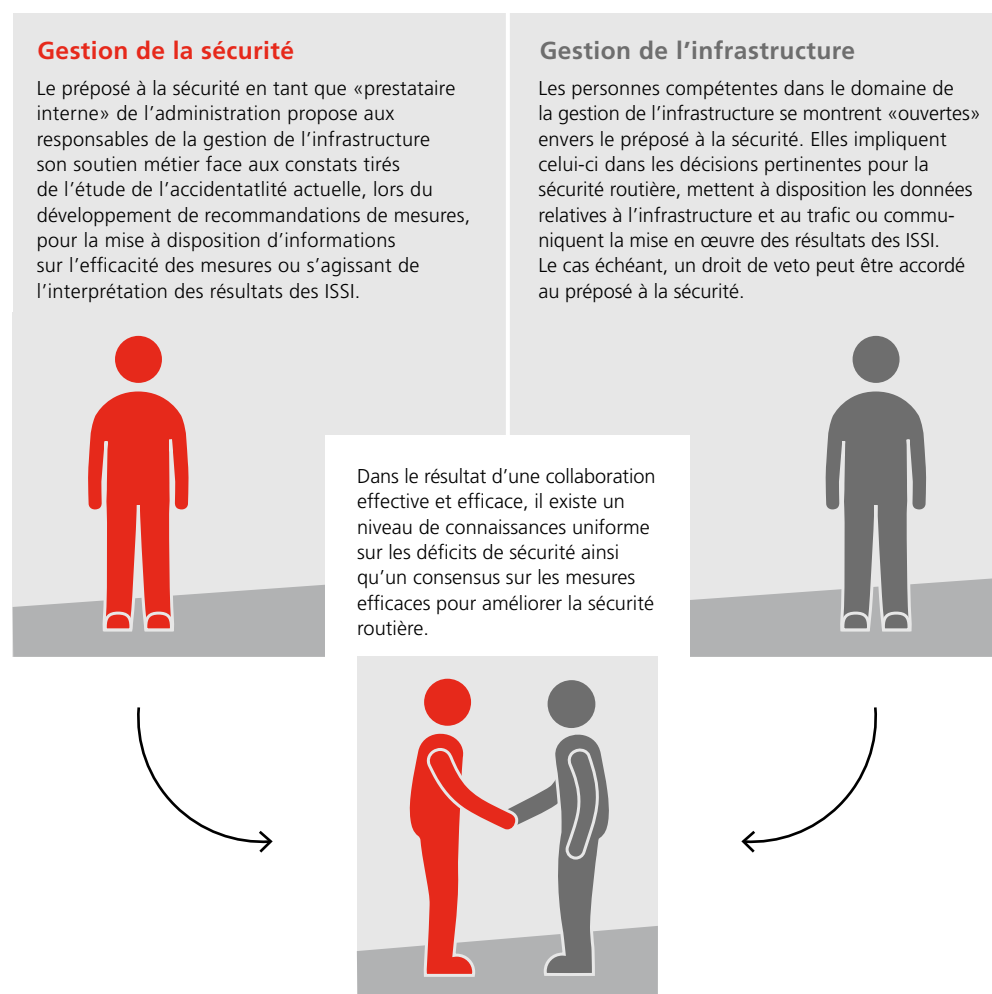 Gestion de la sécurité
Le préposé à la sécurité en tant que «prestataire
interne» de l’administration propose aux
responsables de la gestion de l’infrastructure
son soutien métier face aux constats tirés
de l’étude de l’accidentatlité actuelle, lors du
développement de recommandations de mesures,
pour la mise à disposition d’informations
sur l’efficacité des mesures ou s’agissant de
l’interprétation des résultats des ISSI.
Gestion de l’infrastructure
Les personnes compétentes dans le domaine de
la gestion de l’infrastructure se montrent «ouvertes»
envers le préposé à la sécurité. Elles impliquent
celui-ci dans les décisions pertinentes pour la
sécurité routière, mettent à disposition les données
relatives à l’infrastructure et au trafic ou commu-
niquent la mise en œuvre des résultats des ISSI.
Le cas échéant, un droit de veto peut être accordé
au préposé à la sécurité.
Dans le résultat d’une collaboration
effective et efficace, il existe un
niveau de connaissances uniforme
sur les déficits de sécurité ainsi
qu’un consensus sur les mesures
efficaces pour améliorer la sécurité
routière.